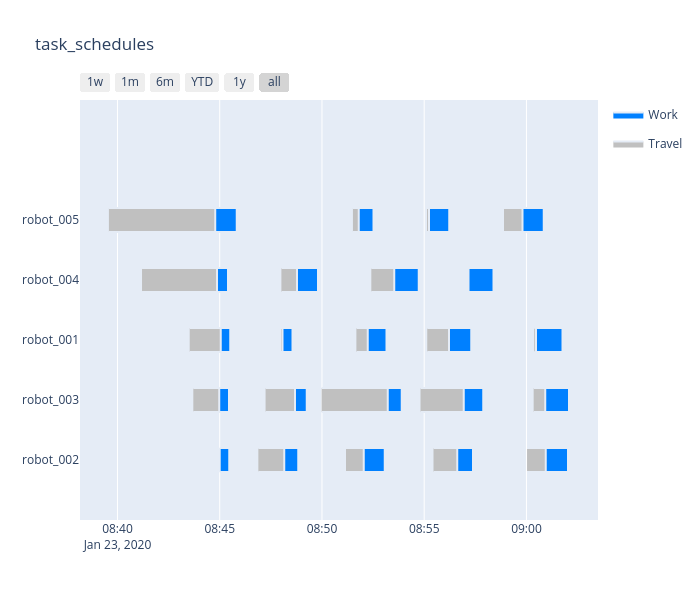 task_schedules
1w 1m 6m YTD 1y all
Work
Travel
robot_005
robot_004
robot_001
robot_003
robot_002
08:40 08:45 08:50 08:55 09:00
Jan 23, 2020